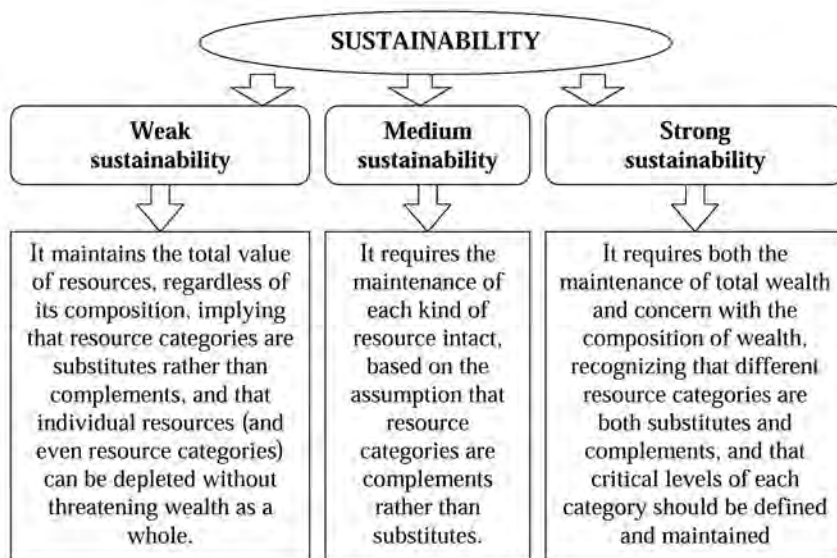 SUSTAINABILITY
Weak
sustainability
Medium
sustainability
Strong
sustainability
It maintains the total value
of resources, regardless of
its composition, implying
that resource categories are
substitutes rather than
complements, and that
individual resources (and
even resource categories)
can be depleted without
threatening wealth as a
whole.
It requires the
maintenance of
each kind of
resource intact,
based on the
assumption that
resource
categories are
complements
rather than
substitutes.
It requires both the
maintenance of total wealth
and concern with the
composition of wealth,
recognizing that different
resource categories are
both substitutes and
complements, and that
critical levels of each
category should be defined
and maintained